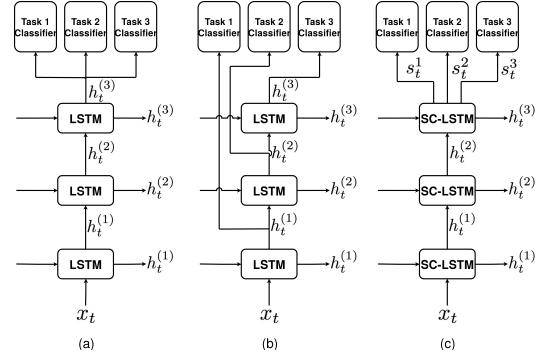 Task 1 Classifier
Task 2 Classifier
Task 3 Classifier
h_t^{(3)}
LSTM
h_t^{(3)}
h_t^{(2)}
LSTM
h_t^{(2)}
h_t^{(1)}
LSTM
h_t^{(1)}
x_t
(a)
Task 1 Classifier
Task 2 Classifier
Task 3 Classifier
h_t^{(3)}
LSTM
h_t^{(3)}
h_t^{(2)}
LSTM
h_t^{(2)}
h_t^{(1)}
LSTM
h_t^{(1)}
x_t
(b)
Task 1 Classifier
Task 2 Classifier
Task 3 Classifier
s_t^1
s_t^2
s_t^3
SC-LSTM
h_t^{(3)}
h_t^{(2)}
SC-LSTM
h_t^{(2)}
h_t^{(1)}
SC-LSTM
h_t^{(1)}
x_t
(c)